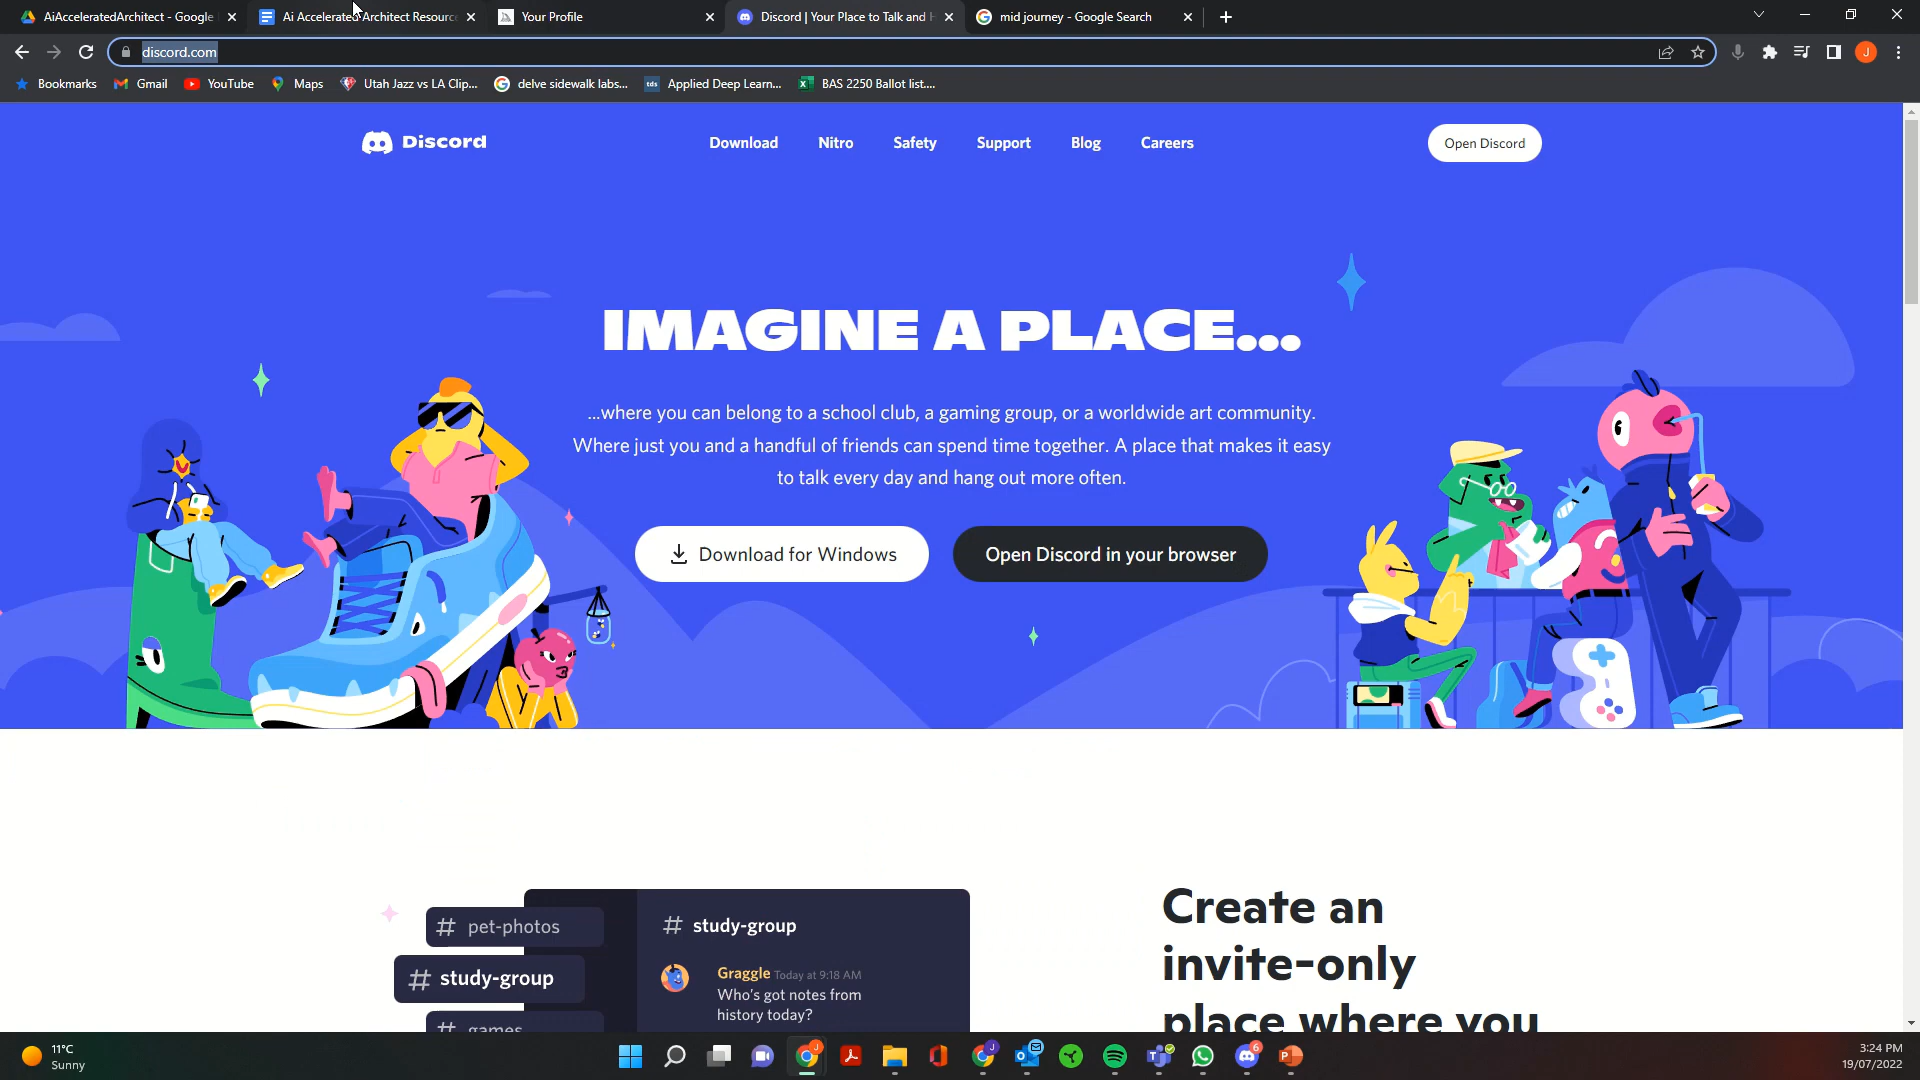 AiAcceleratedArchitect - Google
Ai Accelerated Architect Resourc
Your Profile
Discord | Your Place to Talk and H
mid journey - Google Search
discord.com
Bookmarks
Gmail
YouTube
Maps
Utah Jazz vs LA Clip...
delve sidewalk labs...
tds
Applied Deep Learn...
BAS 2250 Ballot list....
J
Discord
Download
Nitro
Safety
Support
Blog
Careers
Open Discord
IMAGINE A PLACE...
...where you can belong to a school club, a gaming group, or a worldwide art community.
Where just you and a handful of friends can spend time together. A place that makes it easy
to talk every day and hang out more often.
Download for Windows
Open Discord in your browser
# pet-photos
# study-group
# games
# study-group
Graggle Today at 9:18 AM
Who's got notes from
history today?
Create an
invite-only
place where you
11°C
Sunny
6
3:24 PM
19/07/2022